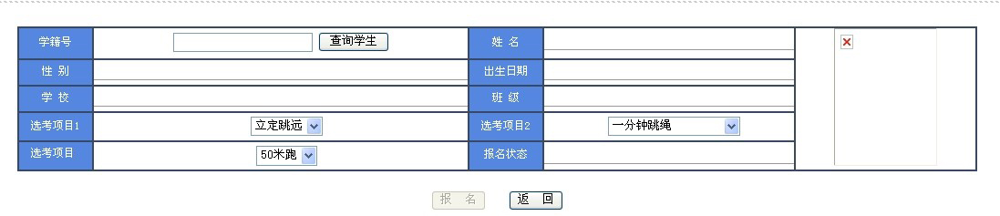 学籍号 查询学生 姓 名
性 别 出生日期
学 校 班 级
选考项目1 立定跳远 选考项目2 一分钟跳绳
选考项目 50米跑 报名状态
报 名 返 回